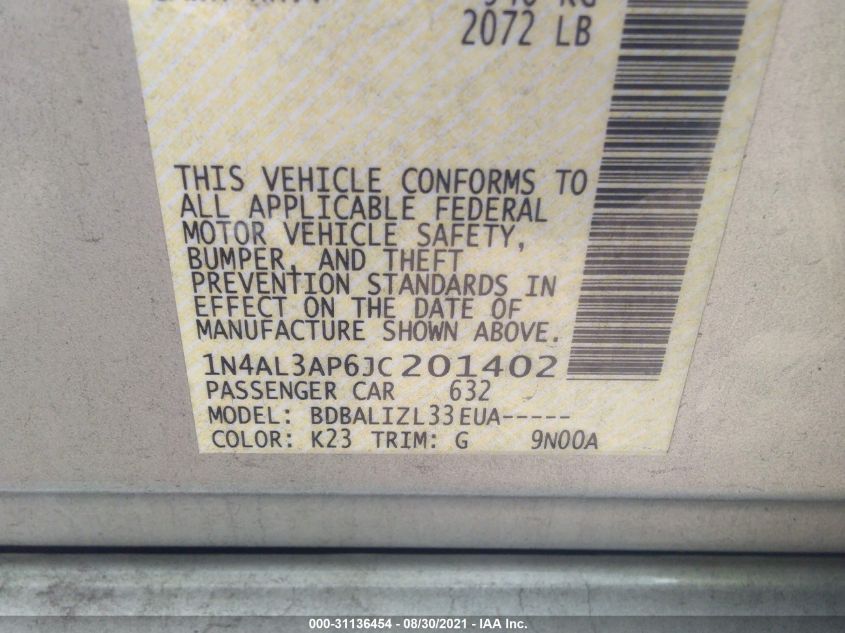 2072 LB
THIS VEHICLE CONFORMS TO
ALL APPLICABLE FEDERAL
MOTOR VEHICLE SAFETY,
BUMPER, AND THEFT
PREVENTION STANDARDS IN
EFFECT ON THE DATE OF
MANUFACTURE SHOWN ABOVE.
1N4AL3AP6JC201402
PASSENGER CAR 632
MODEL: BDBALIZL33EUA-----
COLOR: K23 TRIM: G 9N00A
000-31136454 - 08/30/2021 - IAA Inc.